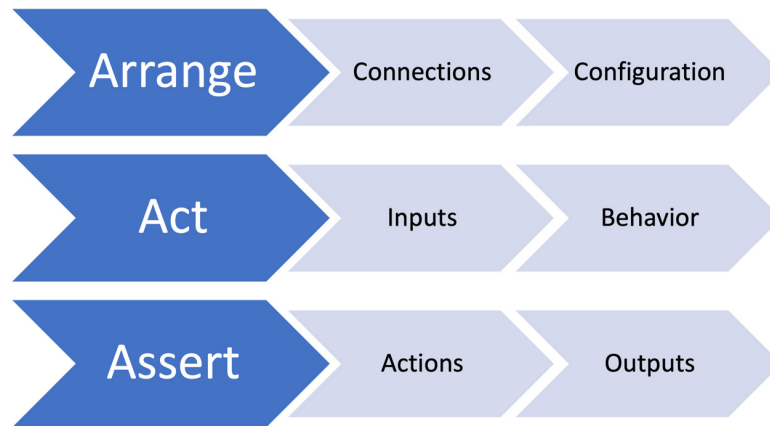 Arrange Connections Configuration
Act Inputs Behavior
Assert Actions Outputs